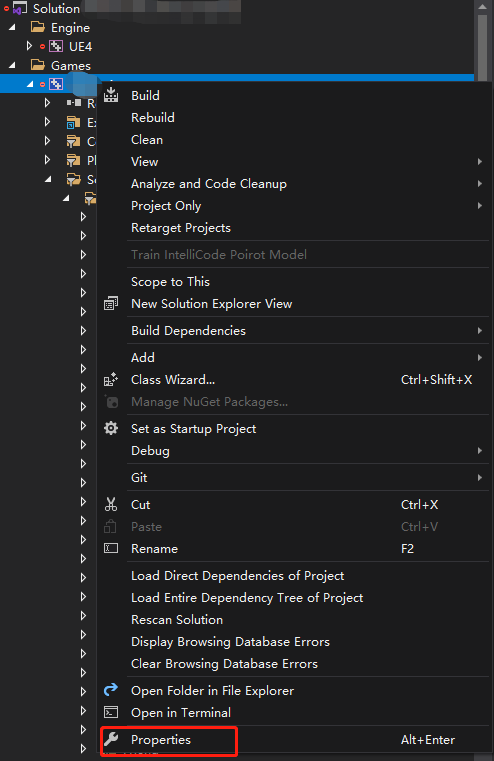 Solution
Engine
UE4
Games
Build
Rebuild
Clean
View
Analyze and Code Cleanup
Project Only
Retarget Projects
Train IntelliCode Poirot Model
Scope to This
New Solution Explorer View
Build Dependencies
Add
Class Wizard... Ctrl+Shift+X
Manage NuGet Packages...
Set as Startup Project
Debug
Git
Cut Ctrl+X
Paste Ctrl+V
Rename F2
Load Direct Dependencies of Project
Load Entire Dependency Tree of Project
Rescan Solution
Display Browsing Database Errors
Clear Browsing Database Errors
Open Folder in File Explorer
Open in Terminal
Properties Alt+Enter